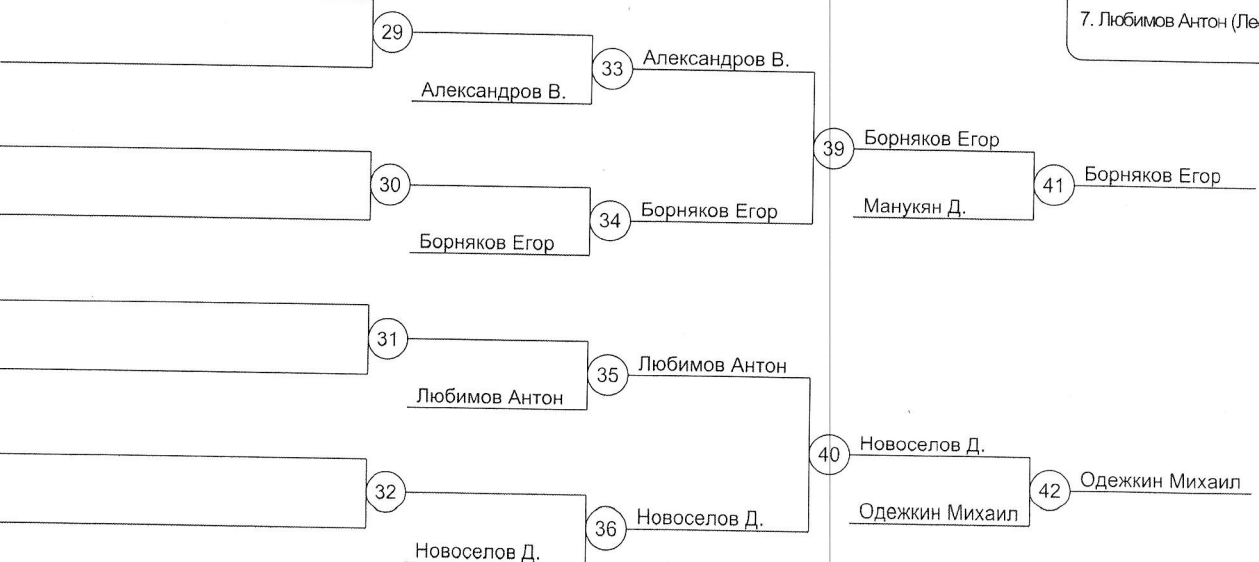 29
7. Любимов Антон (Ле
33
Александров В.
Александров В.
39
Борняков Егор
30
41
Борняков Егор
34
Борняков Егор
Манукян Д.
Борняков Егор
31
35
Любимов Антон
Любимов Антон
40
Новоселов Д.
32
42
Одежкин Михаил
36
Новоселов Д.
Одежкин Михаил
Новоселов Д.